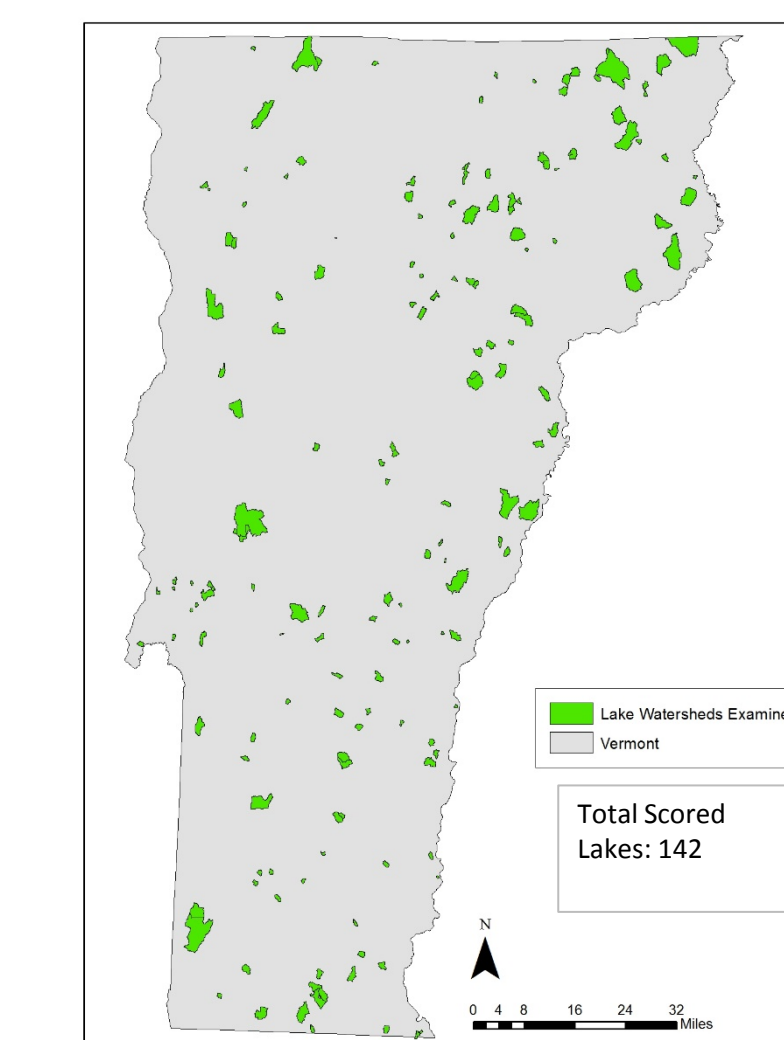 Lake Watersheds Examine
Vermont
Total Scored
Lakes: 142
N
0 4 8 16 24 32
Miles